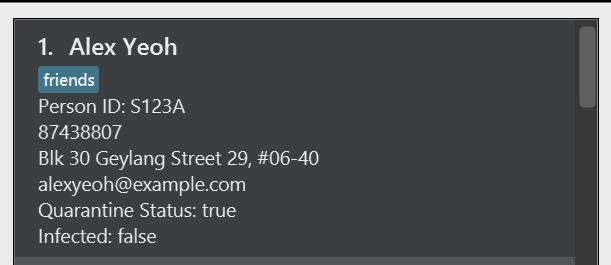 1. Alex Yeoh
friends
Person ID: S123A
87438807
Blk 30 Geylang Street 29, #06-40
alexyeoh@example.com
Quarantine Status: true
Infected: false